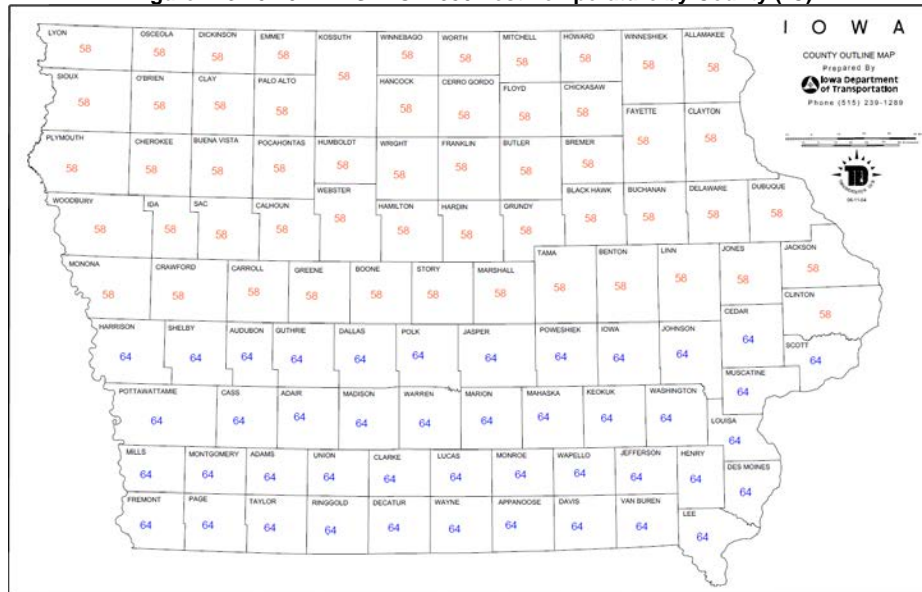 I O W A
COUNTY OUTLINE MAP
Prepared By
Iowa Department
of Transportation
Phone (515) 239-1289
LYON 58
OSCEOLA 58
DICKINSON 58
EMMET 58
KOSSUTH 58
WINNEBAGO 58
WORTH 58
MITCHELL 58
HOWARD 58
WINNESHIEK 58
ALLAMAKEE 58
SIOUX 58
O'BRIEN 58
CLAY 58
PALO ALTO 58
HANCOCK 58
CERRO GORDO 58
FLOYD 58
CHICKASAW 58
FAYETTE 58
CLAYTON 58
PLYMOUTH 58
CHEROKEE 58
BUENA VISTA 58
POCAHONTAS 58
HUMBOLDT 58
WRIGHT 58
FRANKLIN 58
BUTLER 58
BREMER 58
WOODBURY 58
IDA 58
SAC 58
CALHOUN 58
WEBSTER 58
HAMILTON 58
HARDIN 58
GRUNDY 58
BLACK HAWK 58
BUCHANAN 58
DELAWARE 58
DUBUQUE 58
MONONA 58
CRAWFORD 58
CARROLL 58
GREENE 58
BOONE 58
STORY 58
MARSHALL 58
TAMA 58
BENTON 58
LINN 58
JONES 58
JACKSON 58
CLINTON 58
HARRISON 64
SHELBY 64
AUDUBON 64
GUTHRIE 64
DALLAS 64
POLK 64
JASPER 64
POWESHIEK 64
IOWA 64
JOHNSON 64
CEDAR 64
SCOTT 64
MUSCATINE 64
POTTAWATTAMIE 64
CASS 64
ADAIR 64
MADISON 64
WARREN 64
MARION 64
MAHASKA 64
KEOKUK 64
WASHINGTON 64
LOUISA 64
MILLS 64
MONTGOMERY 64
ADAMS 64
UNION 64
CLARKE 64
LUCAS 64
MONROE 64
WAPELLO 64
JEFFERSON 64
HENRY 64
DES MOINES 64
FREMONT 64
PAGE 64
TAYLOR 64
RINGGOLD 64
DECATUR 64
WAYNE 64
APPANOOSE 64
DAVIS 64
VAN BUREN 64
LEE 64